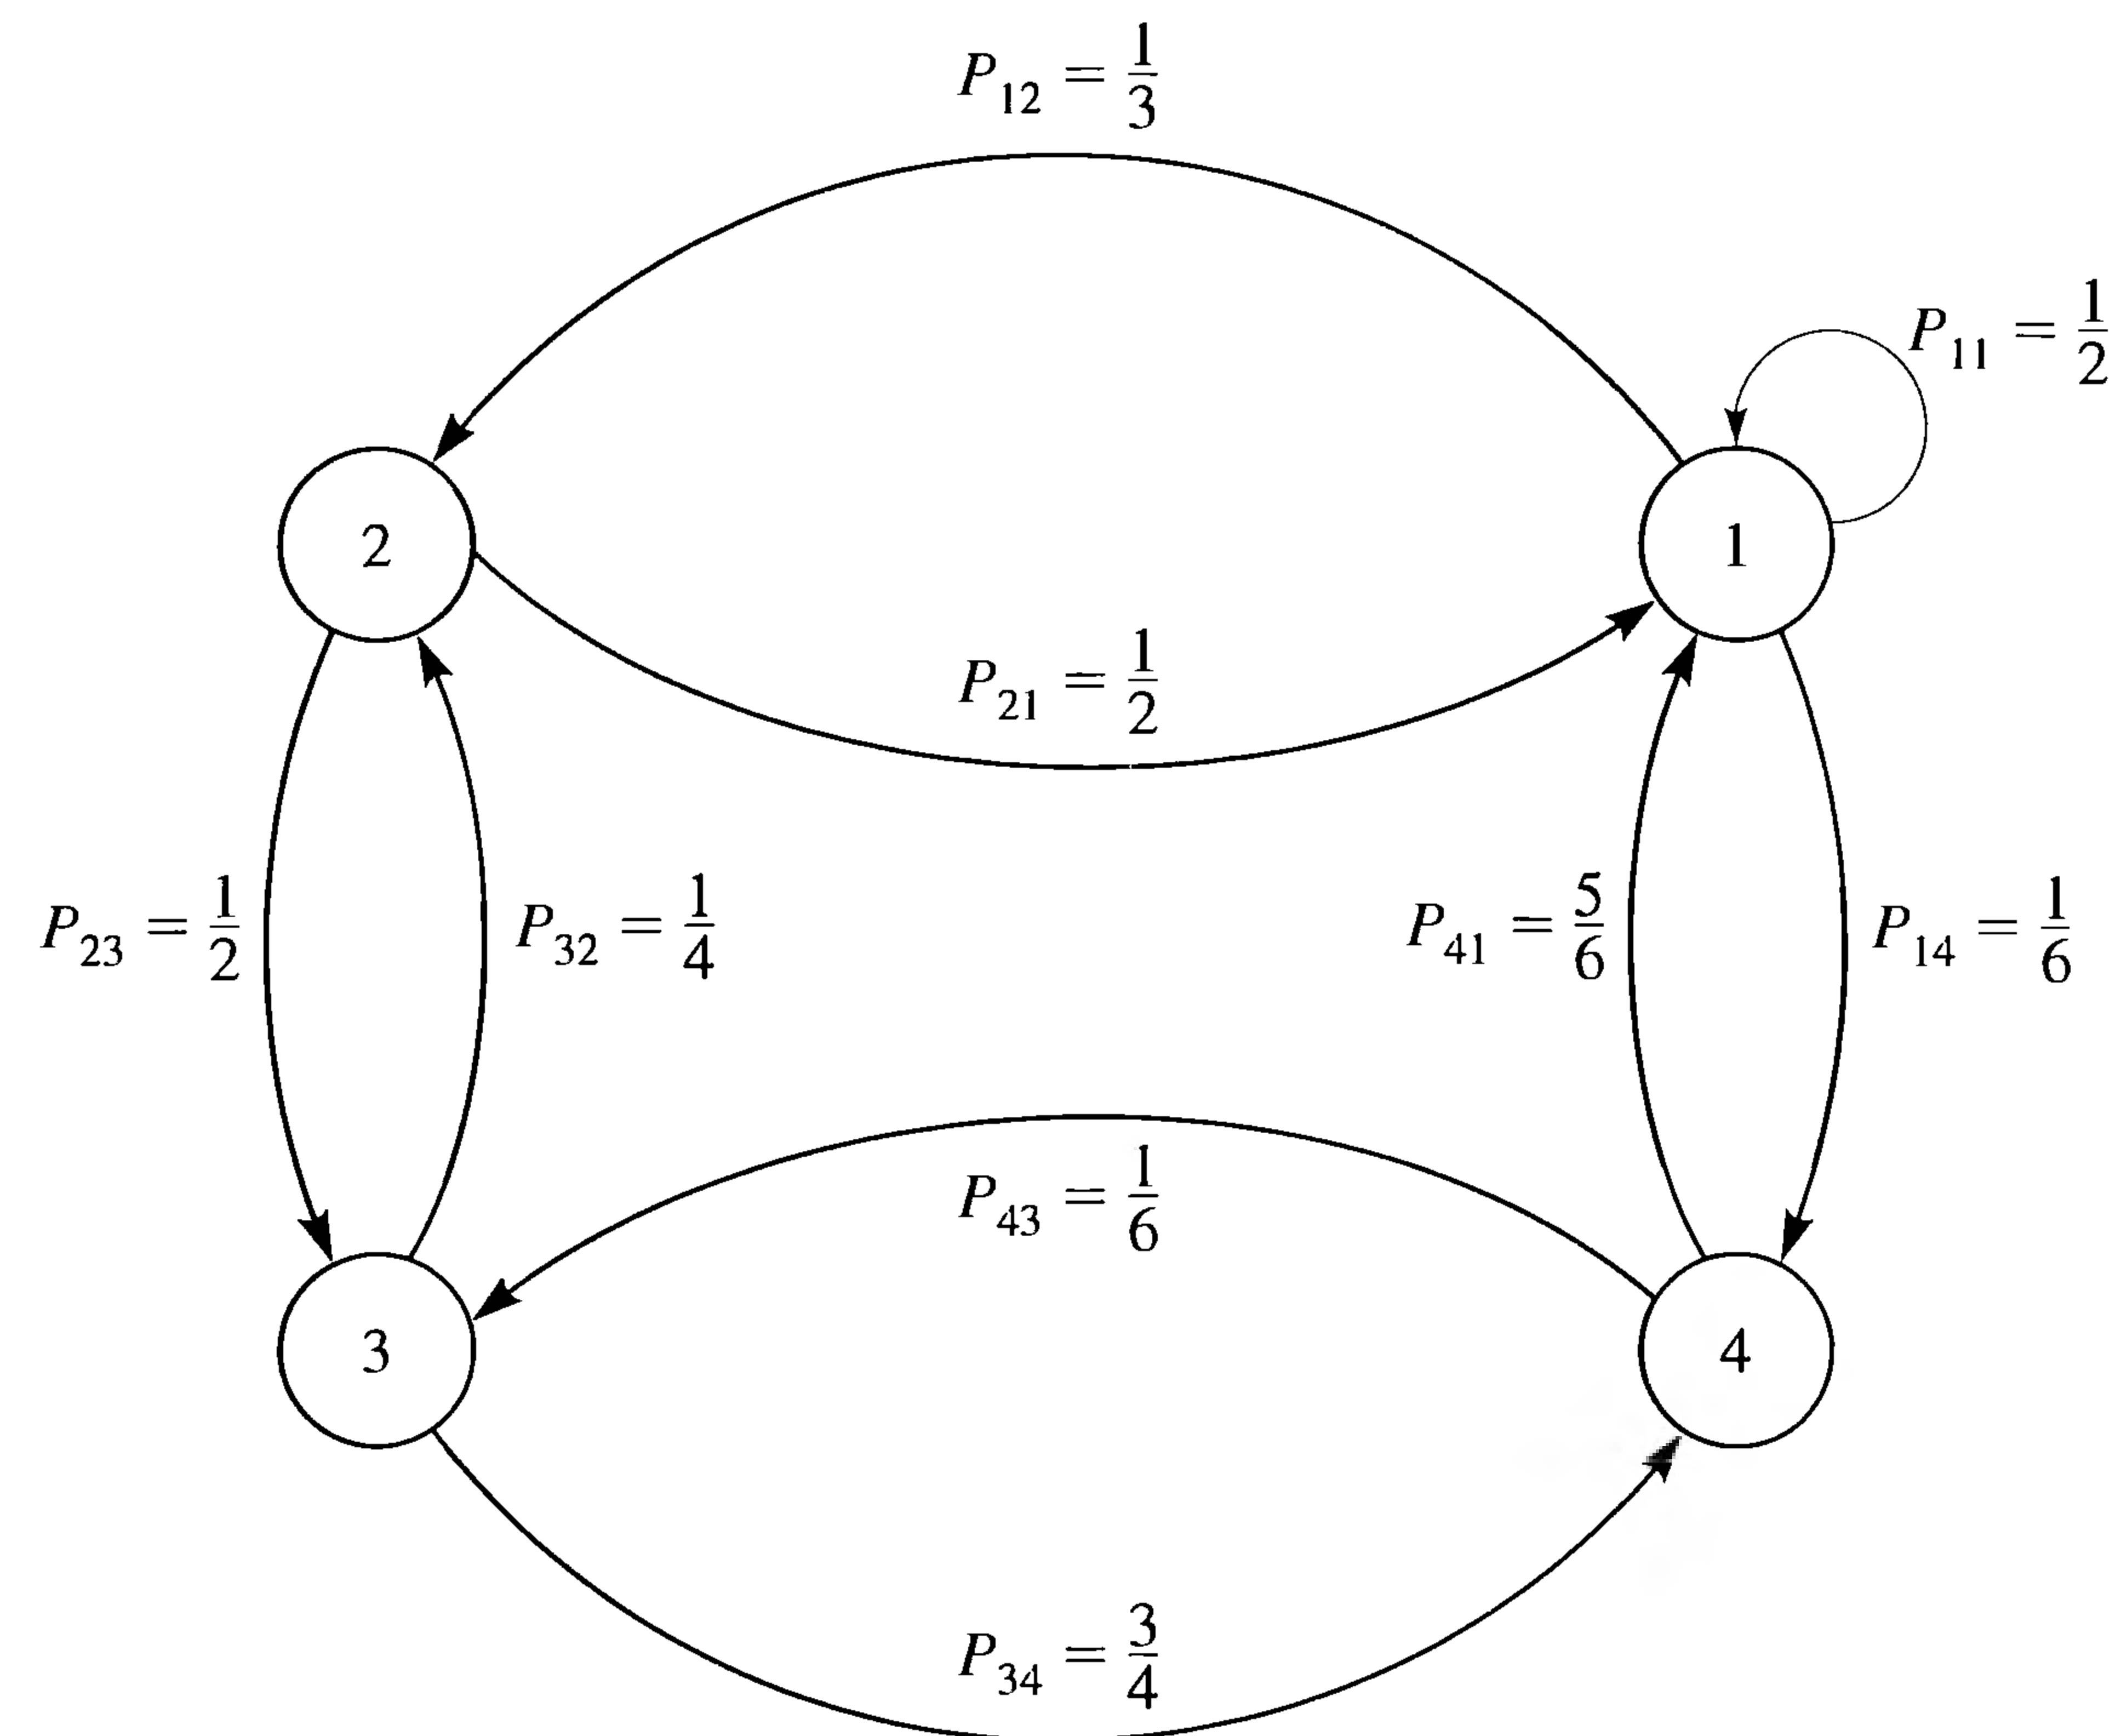 P₁₂ = 1/3
P₁₁ = 1/2
2
1
P₂₁ = 1/2
P₂₃ = 1/2
P₃₂ = 1/4
P₄₁ = 5/6
P₁₄ = 1/6
P₄₃ = 1/6
3
4
P₃₄ = 3/4